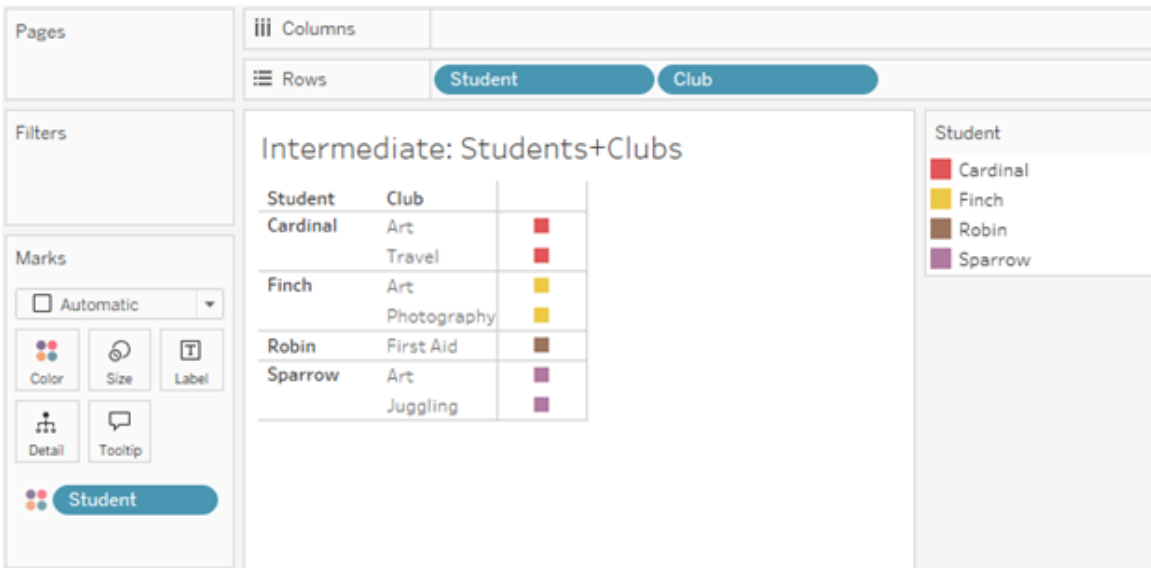 Pages
Columns
Rows Student Club
Filters
Intermediate: Students+Clubs
Student Club
Cardinal Art
Travel
Finch Art
Photography
Robin First Aid
Sparrow Art
Juggling
Marks
Automatic
Color Size Label
T
Detail Tooltip
Student
Student
Cardinal
Finch
Robin
Sparrow